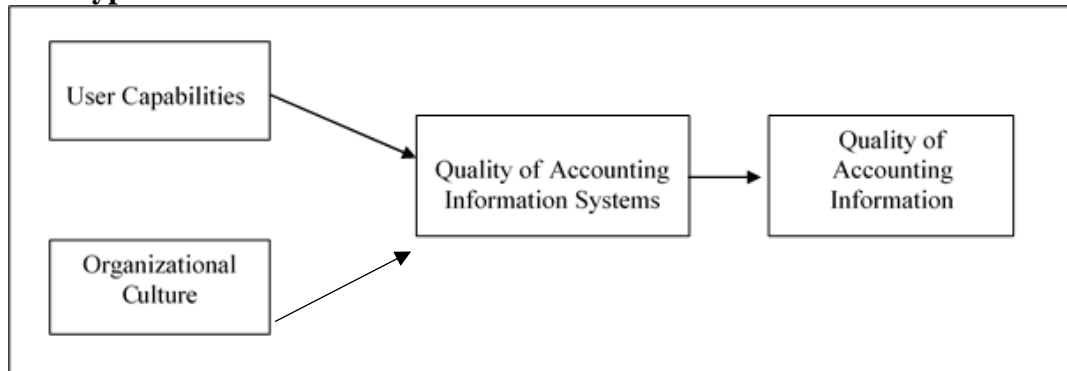 User Capabilities
Quality of Accounting
Information Systems
Quality of
Accounting
Information
Organizational
Culture